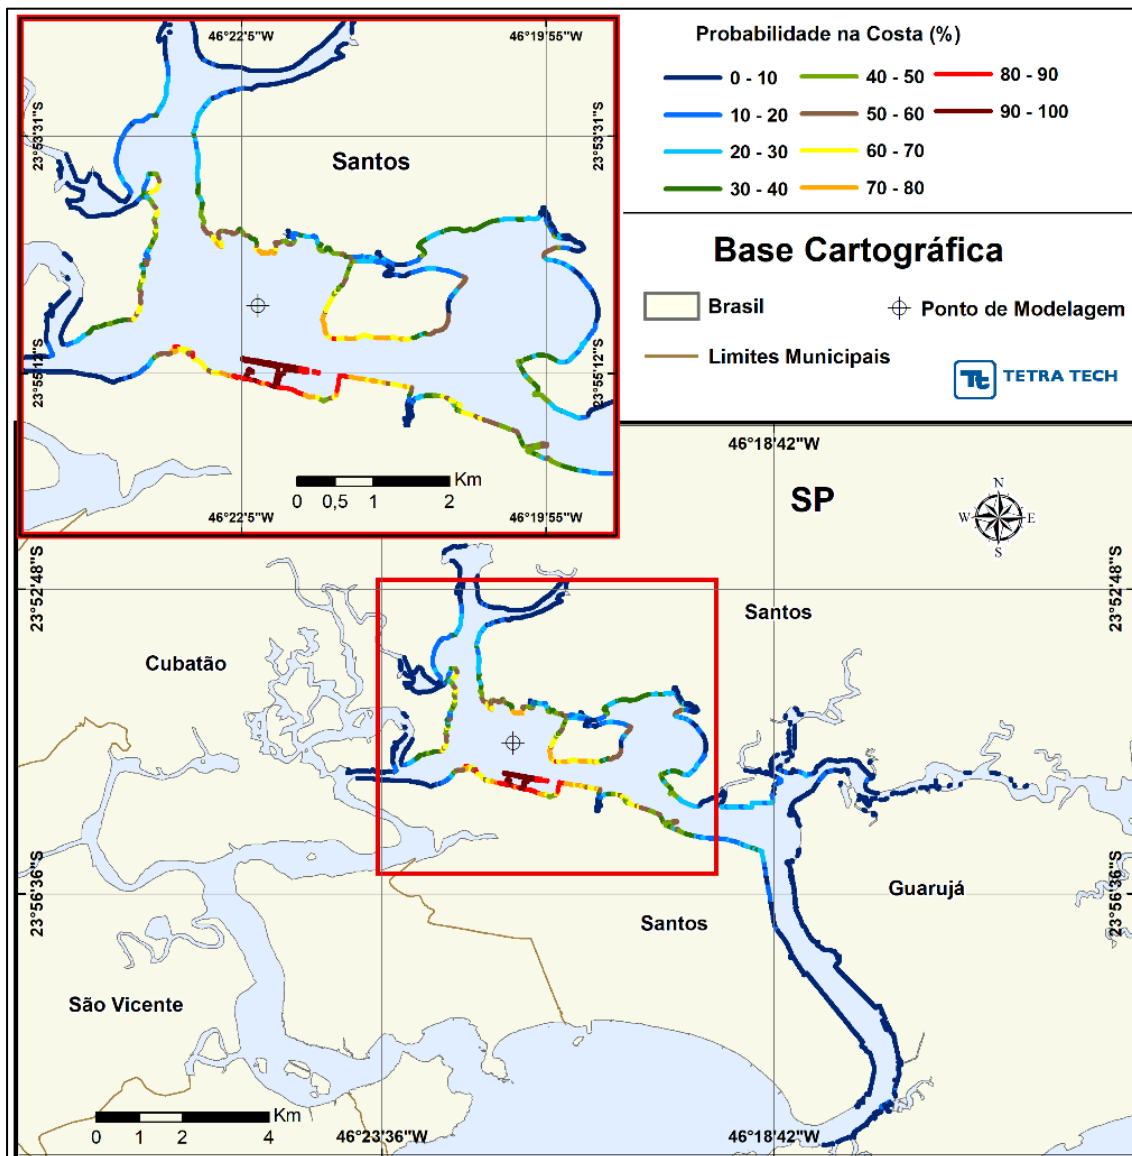 46°22'5"W
46°19'55"W
23°53'31"S
23°53'31"S
Santos
23°55'12"S
23°55'12"S
Km
0 0,5 1 2
46°22'5"W
46°19'55"W
Probabilidade na Costa (%)
0 - 10
40 - 50
80 - 90
10 - 20
50 - 60
90 - 100
20 - 30
60 - 70
30 - 40
70 - 80
Base Cartográfica
Brasil
Ponto de Modelagem
Limites Municipais
Tt TETRA TECH
46°18'42"W
SP
N
W E
S
23°52'48"S
23°52'48"S
Santos
Cubatão
Guarujá
23°56'36"S
23°56'36"S
Santos
São Vicente
Km
0 1 2 4
46°23'36"W
46°18'42"W